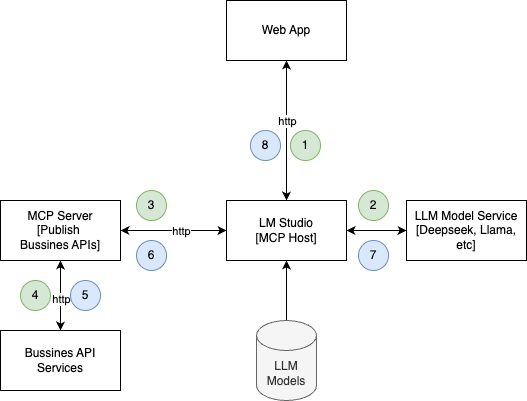 Web App
http
8
1
3
2
MCP Server
[Publish
Bussines APIs]
http
LM Studio
[MCP Host]
LLM Model Service
[Deepseek, Llama,
etc]
6
7
4
http
5
Bussines API
Services
LLM
Models